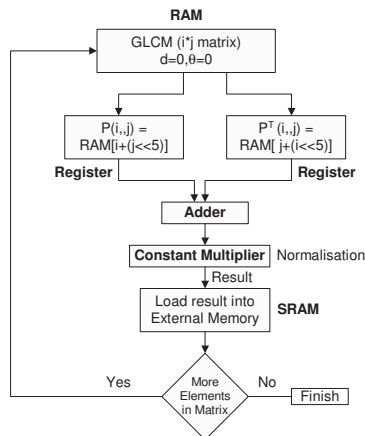 RAM
GLCM (i*j matrix)
d=0,θ=0
P(i,,j) =
RAM[i+(j<<5)]
Pᵀ (i,,j) =
RAM[ j+(i<<5)]
Register
Register
Adder
Constant Multiplier
Normalisation
Result
Load result into
External Memory
SRAM
Yes
More
Elements
in Matrix
No
Finish